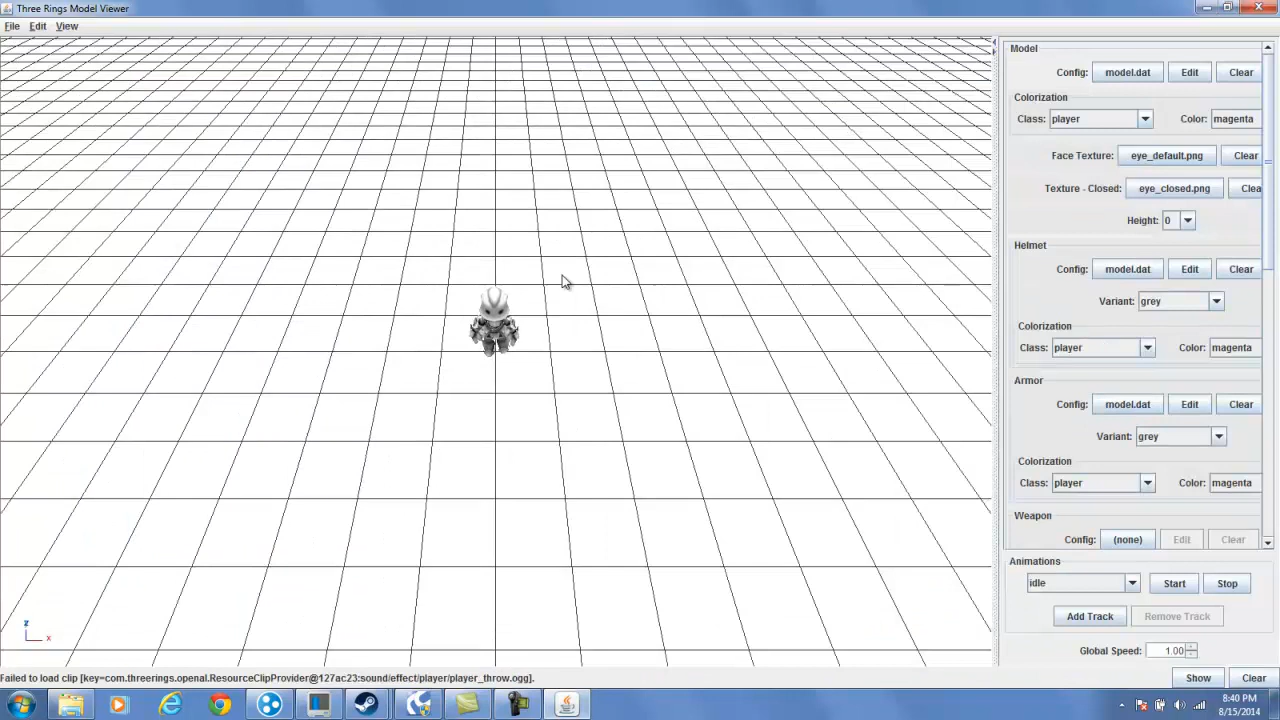 Three Rings Model Viewer
File Edit View
Model
Config: model.dat Edit Clear
Colorization
Class: player Color: magenta
Face Texture: eye_default.png Clear
Texture - Closed: eye_closed.png Clea
Height: 0
Helmet
Config: model.dat Edit Clear
Variant: grey
Colorization
Class: player Color: magenta
Armor
Config: model.dat Edit Clear
Variant: grey
Colorization
Class: player Color: magenta
Weapon
Config: (none) Edit Clear
Animations
idle Start Stop
Add Track Remove Track
Global Speed: 1.00
z
x
Failed to load clip [key=com.threerings.openal.ResourceClipProvider@127ac23:sound/effect/player/player_throw.ogg].
Show Clear
8:40 PM
8/15/2014